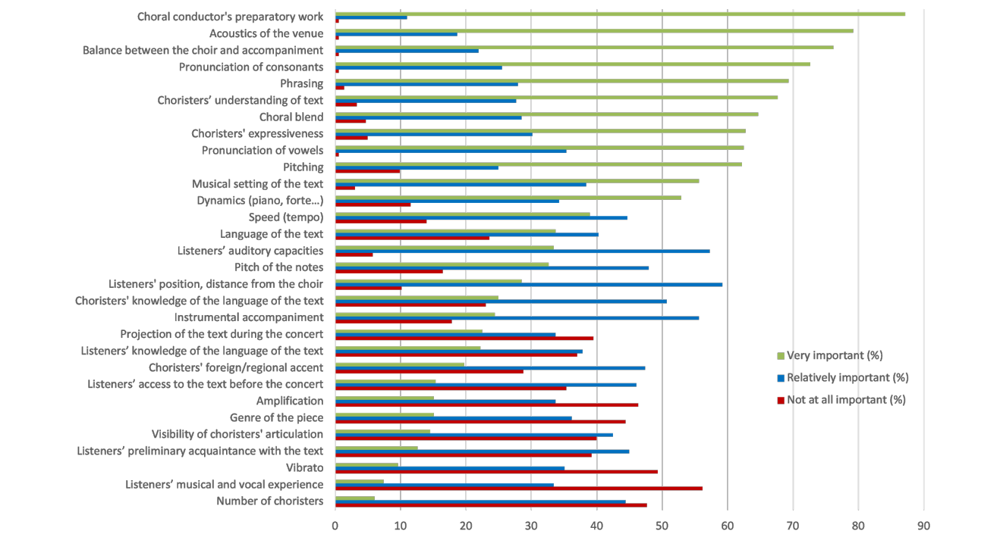 Choral conductor's preparatory work
Acoustics of the venue
Balance between the choir and accompaniment
Pronunciation of consonants
Phrasing
Choristers’ understanding of text
Choral blend
Choristers' expressiveness
Pronunciation of vowels
Pitching
Musical setting of the text
Dynamics (piano, forte…)
Speed (tempo)
Language of the text
Listeners’ auditory capacities
Pitch of the notes
Listeners' position, distance from the choir
Choristers' knowledge of the language of the text
Instrumental accompaniment
Projection of the text during the concert
Listeners’ knowledge of the language of the text
Choristers' foreign/regional accent
Listeners’ access to the text before the concert
Amplification
Genre of the piece
Visibility of choristers' articulation
Listeners’ preliminary acquaintance with the text
Vibrato
Listeners’ musical and vocal experience
Number of choristers
Very important (%)
Relatively important (%)
Not at all important (%)
0 10 20 30 40 50 60 70 80 90